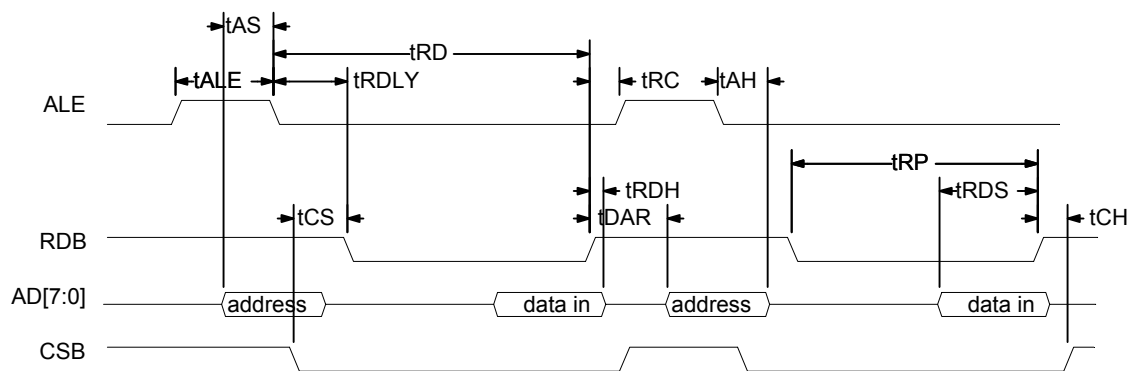 tAS
tRD
tALE
tRDLY
tRC
tAH
ALE
tRP
tRDH
tRDS
tCS
tDAR
tCH
RDB
AD[7:0]
address
data in
address
data in
CSB